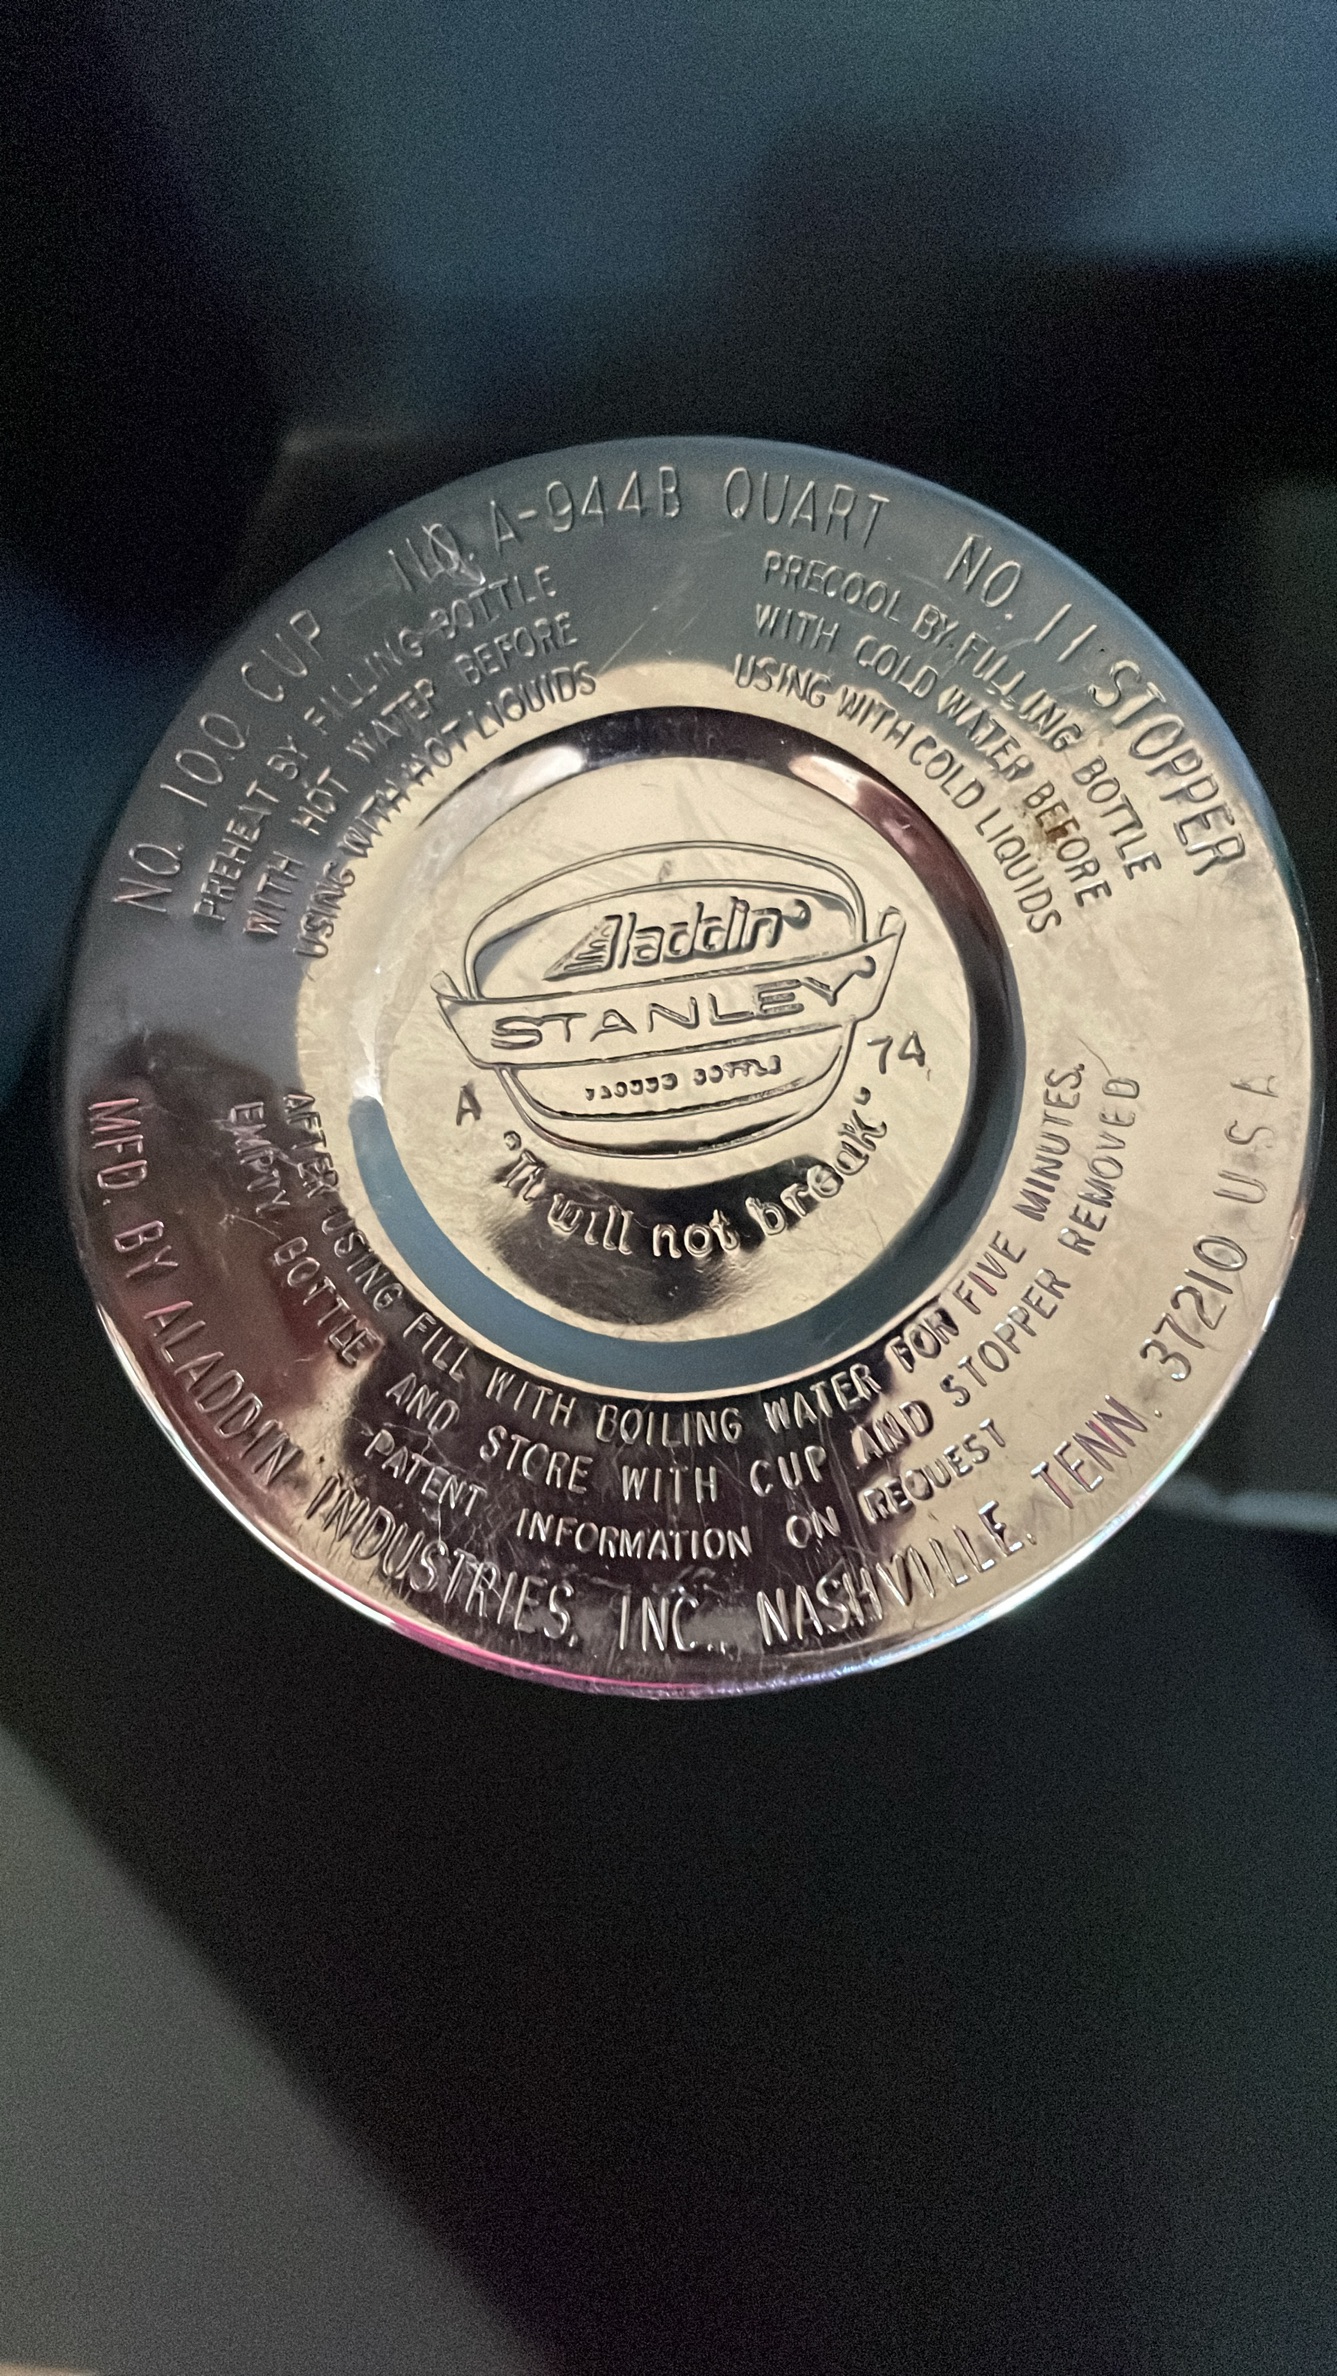 NO. 100 CUP NO. A-944B QUART NO. 11 STOPPER
PREHEAT BY FILLING BOTTLE
WITH HOT WATER BEFORE
USING WITH HOT LIQUIDS
PRECOOL BY FILLING BOTTLE
WITH COLD WATER BEFORE
USING WITH COLD LIQUIDS
Aladdin
STANLEY
VACUUM BOTTLE
A 74
"It will not break"
AFTER USING FILL WITH BOILING WATER FOR FIVE MINUTES.
EMPTY BOTTLE AND STORE WITH CUP AND STOPPER REMOVED
PATENT INFORMATION ON REQUEST
MFD. BY ALADDIN INDUSTRIES, INC., NASHVILLE, TENN. 37210 U S A